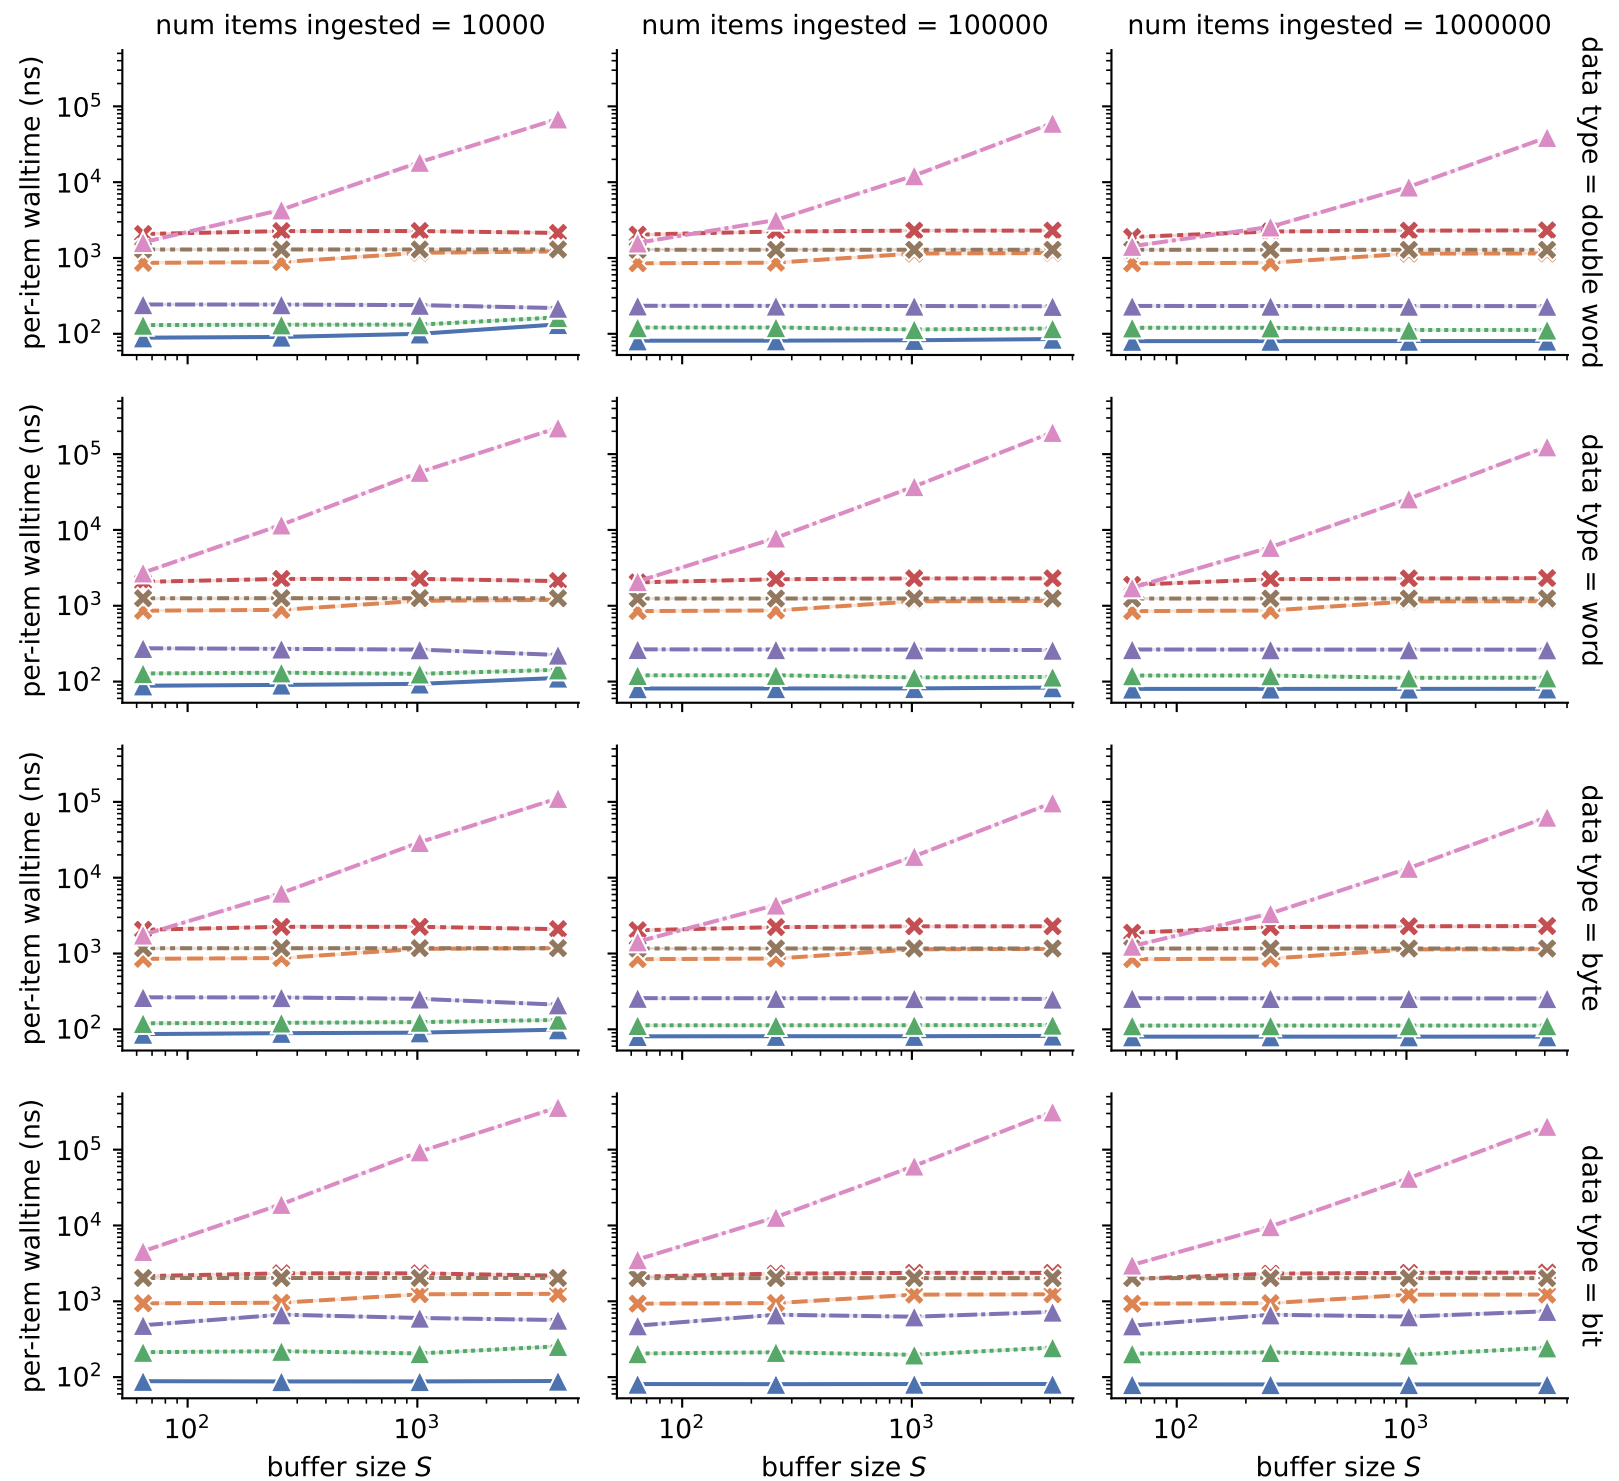 num items ingested = 10000
num items ingested = 100000
num items ingested = 1000000
per-item walltime (ns)
10⁵
10⁴
10³
10²
data type = double word
per-item walltime (ns)
10⁵
10⁴
10³
10²
data type = word
per-item walltime (ns)
10⁵
10⁴
10³
10²
data type = byte
per-item walltime (ns)
10⁵
10⁴
10³
10²
data type = bit
10² 10³
10² 10³
10² 10³
buffer size S
buffer size S
buffer size S